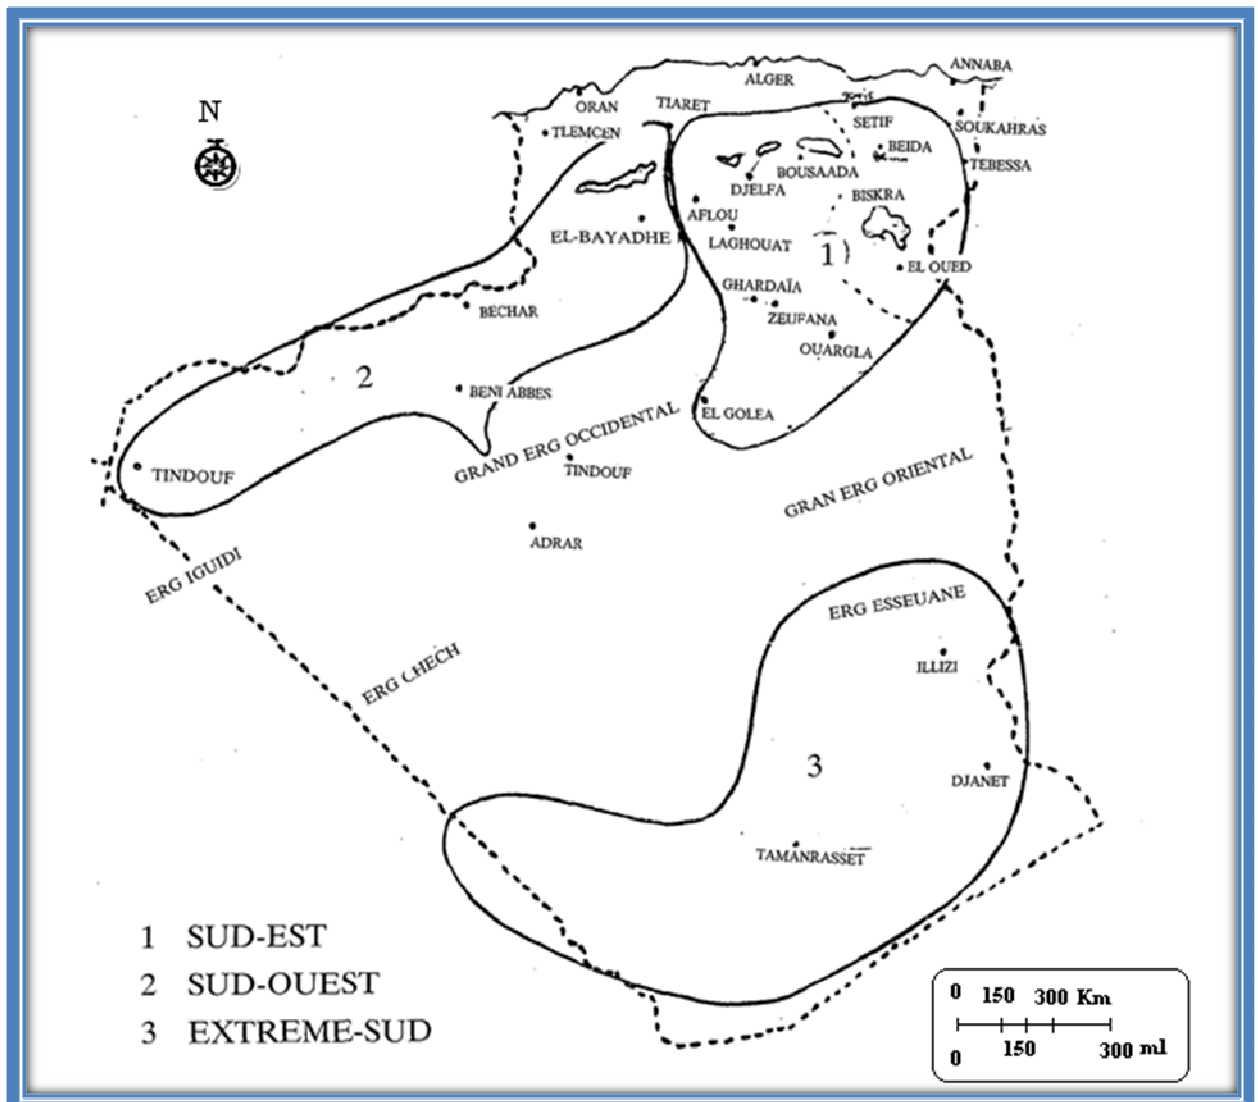 ANNABA
ALGER
N
ORAN
TIARET
TLEMCEN
SETIF
SOUKAHRAS
BEIDA
TEBESSA
BOUSAADA
DJELFA
BISKRA
AFLOU
EL-BAYADHE
LAGHOUAT
1)
EL OUED
GHARDAÏA
BECHAR
ZEUFANA
OUARGLA
2
BENI ABBES
EL GOLEA
GRAND ERG OCCIDENTAL
TINDOUF
TINDOUF
GRAN ERG ORIENTAL
ADRAR
ERG IGUIDI
ERG ESSEUANE
ERG CHECH
ILLIZI
3
DJANET
TAMANRASSET
1 SUD-EST
2 SUD-OUEST
3 EXTREME-SUD
0 150 300 Km
0 150 300 ml